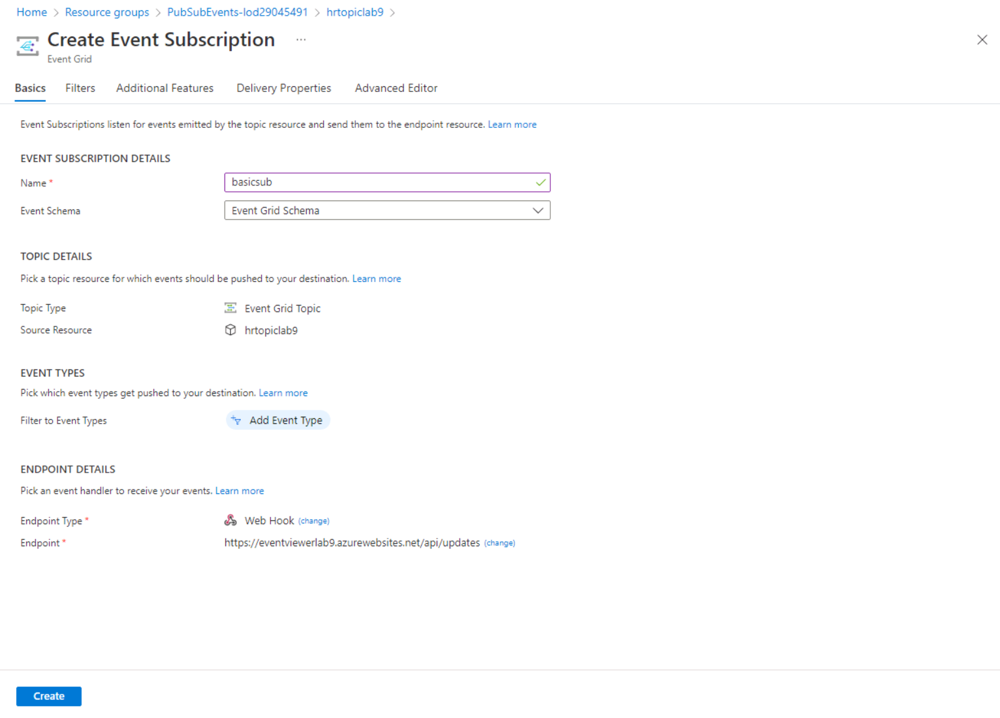 Home > Resource groups > PubSubEvents-lod29045491 > hrtopiclab9 >
Create Event Subscription ...
Event Grid
Basics Filters Additional Features Delivery Properties Advanced Editor
Event Subscriptions listen for events emitted by the topic resource and send them to the endpoint resource. Learn more
EVENT SUBSCRIPTION DETAILS
Name * basicsub
Event Schema Event Grid Schema
TOPIC DETAILS
Pick a topic resource for which events should be pushed to your destination. Learn more
Topic Type Event Grid Topic
Source Resource hrtopiclab9
EVENT TYPES
Pick which event types get pushed to your destination. Learn more
Filter to Event Types Add Event Type
ENDPOINT DETAILS
Pick an event handler to receive your events. Learn more
Endpoint Type * Web Hook (change)
Endpoint * https://eventviewerlab9.azurewebsites.net/api/updates (change)
Create